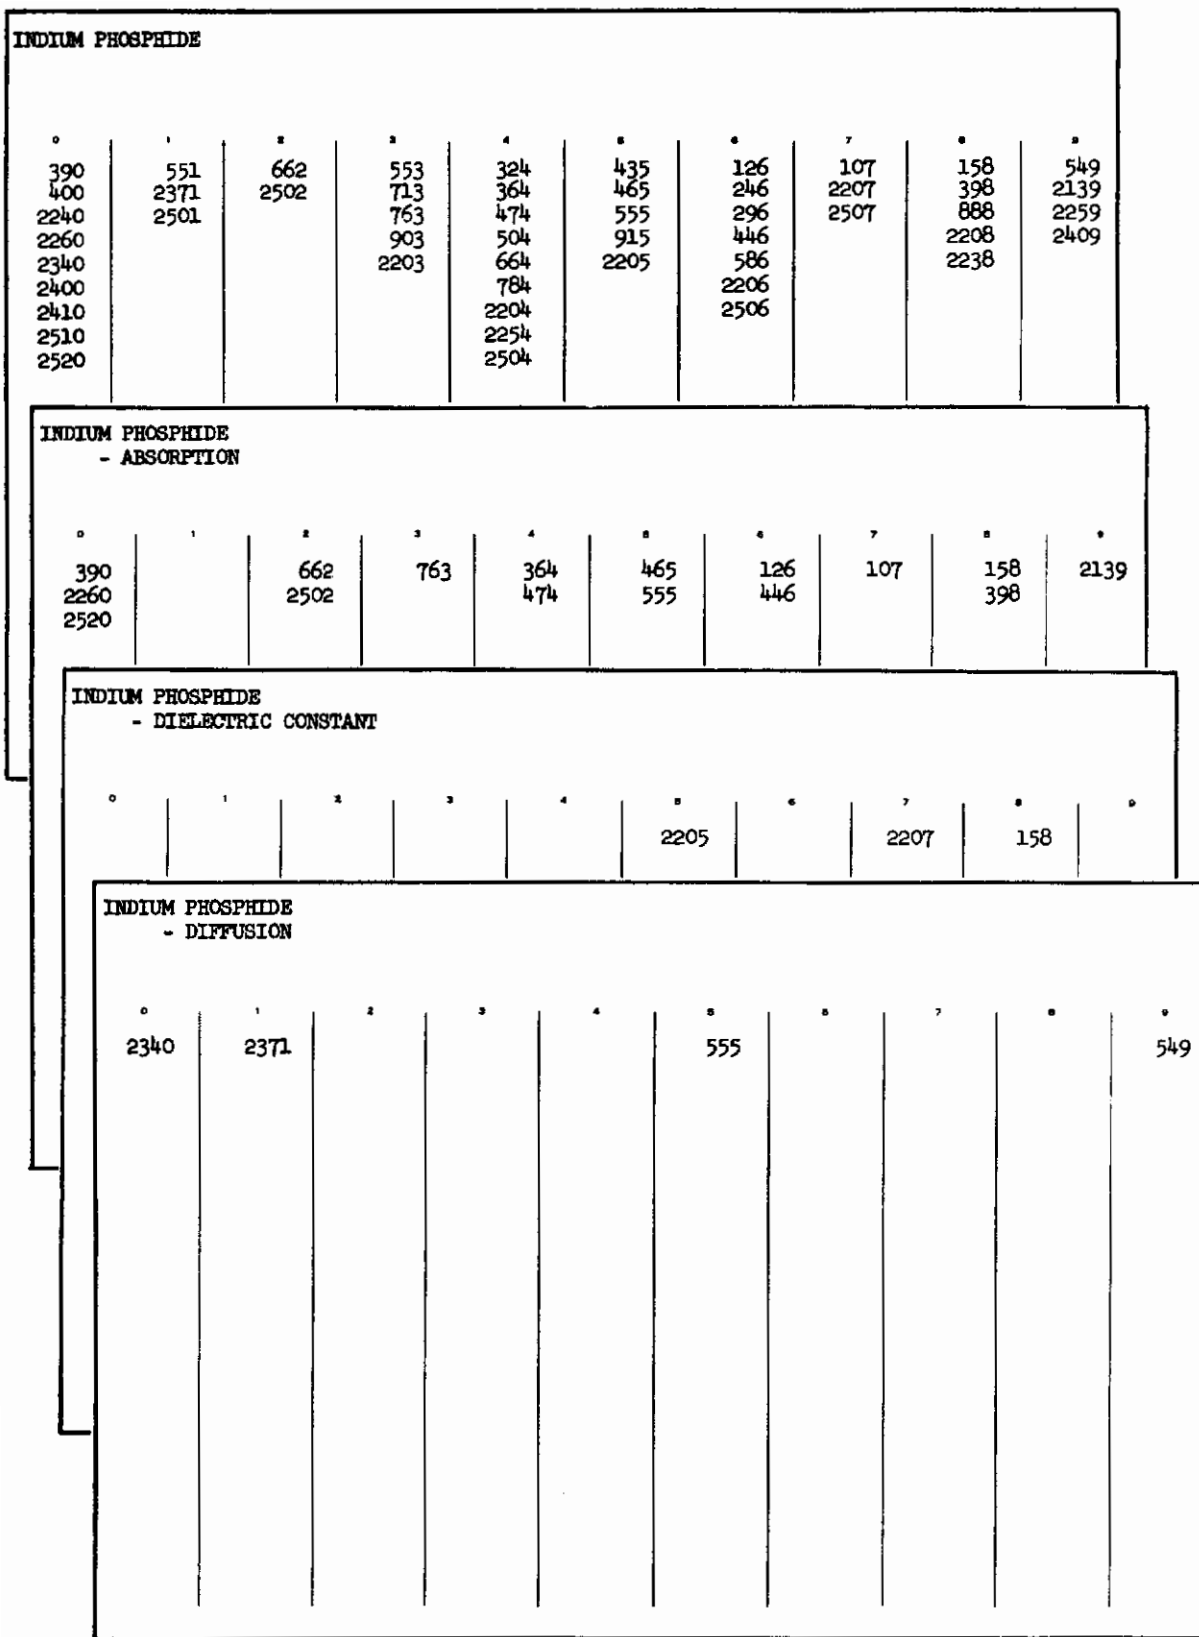 INDIUM PHOSPHIDE
0 1 2 3 4 5 6 7 8 9
390 551 662 553 324 435 126 107 158 549
400 2371 2502 713 364 465 246 2207 398 2139
2240 2501 763 474 555 296 2507 888 2259
2260 903 504 915 446 2208 2409
2340 2203 664 2205 586 2238
2400 784 2206
2410 2204 2506
2510 2254
2520 2504
INDIUM PHOSPHIDE
- ABSORPTION
0 1 2 3 4 5 6 7 8 9
390 662 763 364 465 126 107 158 2139
2260 2502 474 555 446 398
2520
INDIUM PHOSPHIDE
- DIELECTRIC CONSTANT
0 1 2 3 4 5 6 7 8 9
2205 2207 158
INDIUM PHOSPHIDE
- DIFFUSION
0 1 2 3 4 5 6 7 8 9
2340 2371 555 549